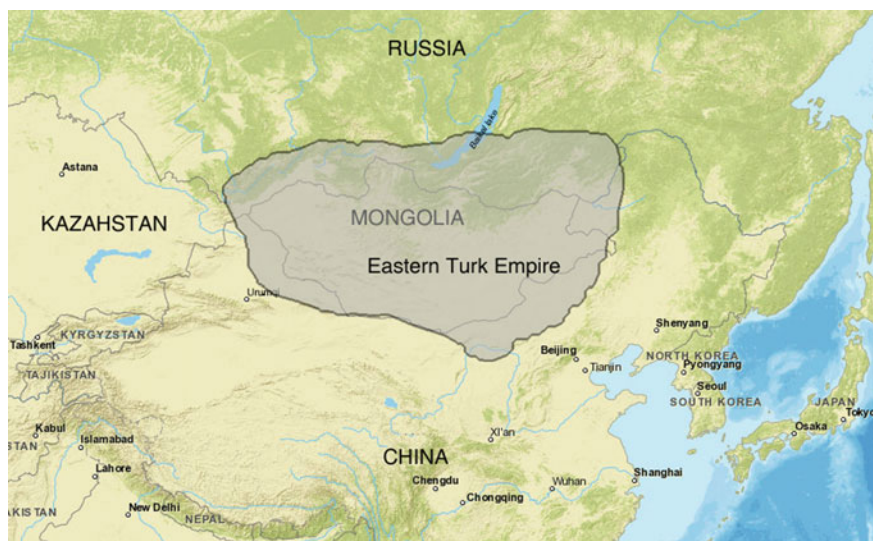 RUSSIA
Baikal lake
Astana
KAZAHSTAN
MONGOLIA
Eastern Turk Empire
Urumqi
Shenyang
KYRGYZSTAN
Tashkent
Beijing
Tianjin
NORTH KOREA
Pyongyang
TAJIKISTAN
Seoul
SOUTH KOREA
JAPAN
Tokyo
Osaka
Kabul
STAN
Islamabad
XI'an
CHINA
Lahore
Chengdu
Wuhan
Shanghai
Chongqing
AKISTAN
New Delhi
NEPAL